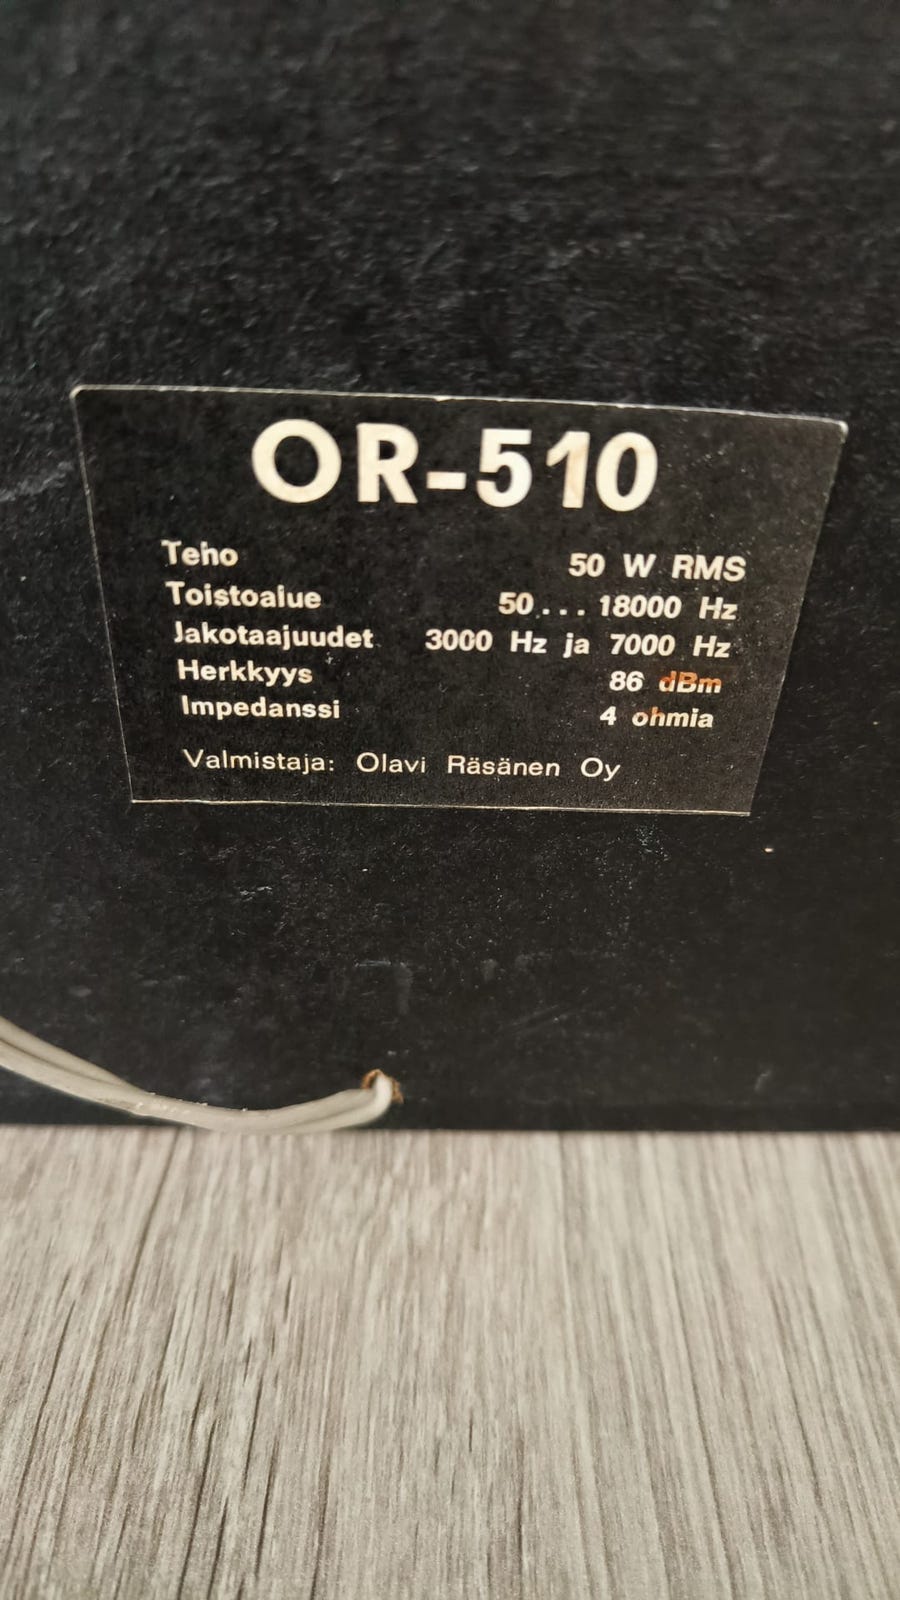 OR-510
Teho 50 W RMS
Toistoalue 50...18000 Hz
Jakotaajuudet 3000 Hz ja 7000 Hz
Herkkyys 86 dBm
Impedanssi 4 ohmia
Valmistaja: Olavi Räsänen Oy